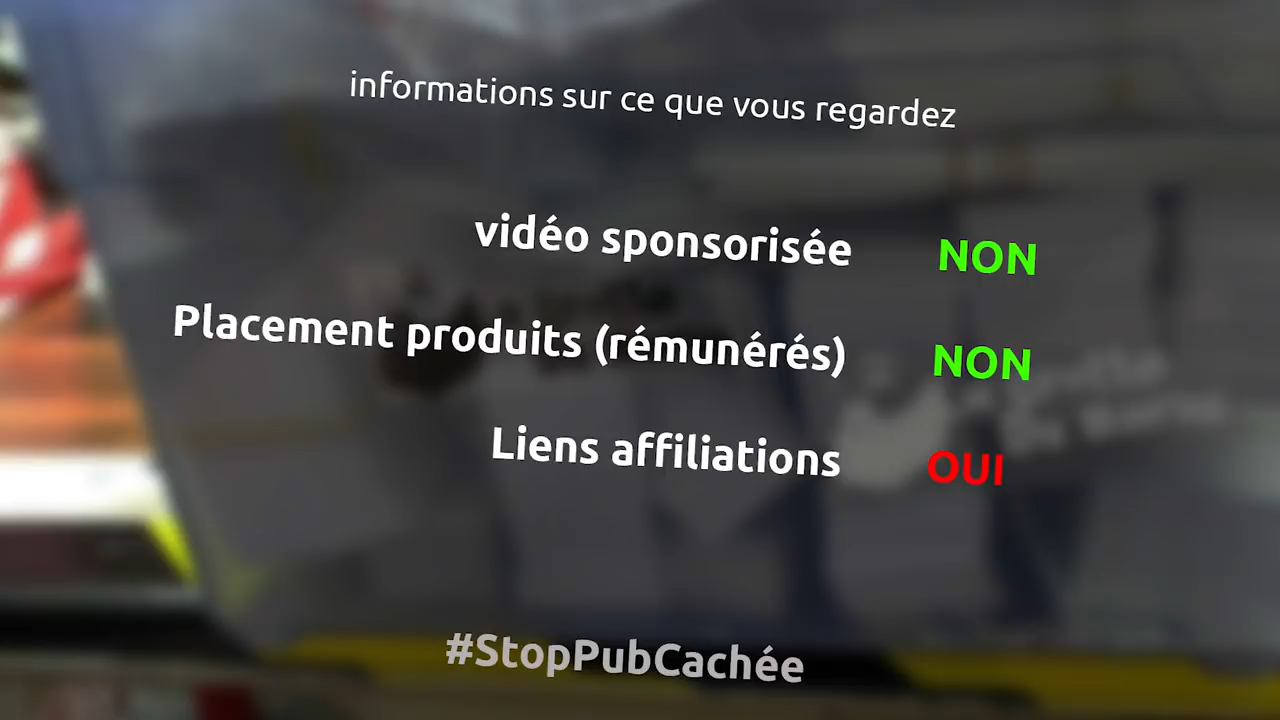 informations sur ce que vous regardez
vidéo sponsorisée NON
Placement produits (rémunérés) NON
Liens affiliations OUI
#StopPubCachée